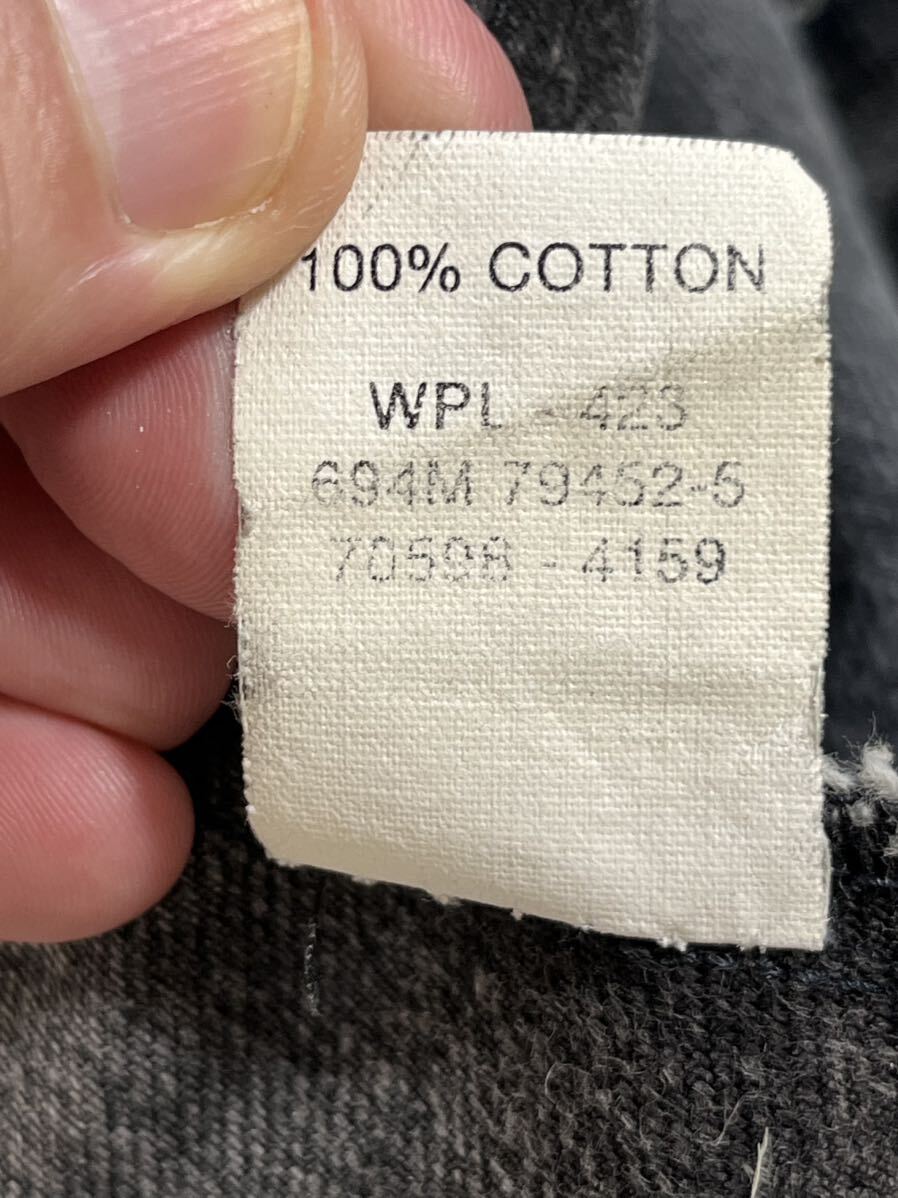 100% COTTON
WPL - 423
694M 79452-5
70598 - 4159